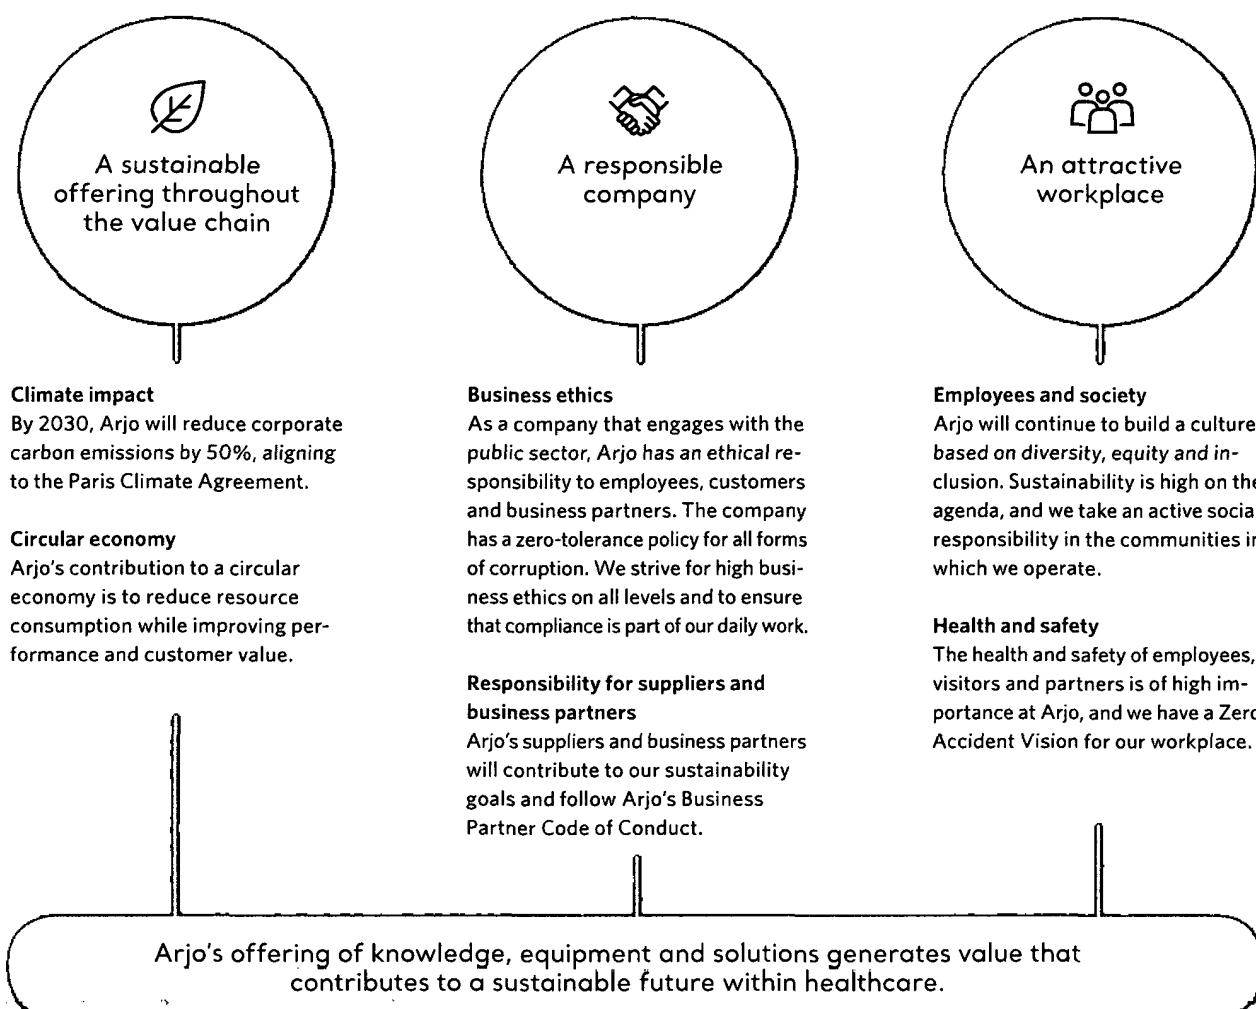 A sustainable
offering throughout
the value chain
Climate impact
By 2030, Arjo will reduce corporate
carbon emissions by 50%, aligning
to the Paris Climate Agreement.
Circular economy
Arjo's contribution to a circular
economy is to reduce resource
consumption while improving per-
formance and customer value.
A responsible
company
Business ethics
As a company that engages with the
public sector, Arjo has an ethical re-
sponsibility to employees, customers
and business partners. The company
has a zero-tolerance policy for all forms
of corruption. We strive for high busi-
ness ethics on all levels and to ensure
that compliance is part of our daily work.
Responsibility for suppliers and
business partners
Arjo's suppliers and business partners
will contribute to our sustainability
goals and follow Arjo's Business
Partner Code of Conduct.
An attractive
workplace
Employees and society
Arjo will continue to build a culture
based on diversity, equity and in-
clusion. Sustainability is high on the
agenda, and we take an active socia
responsibility in the communities in
which we operate.
Health and safety
The health and safety of employees,
visitors and partners is of high im-
portance at Arjo, and we have a Zero
Accident Vision for our workplace.
Arjo's offering of knowledge, equipment and solutions generates value that
contributes to a sustainable future within healthcare.